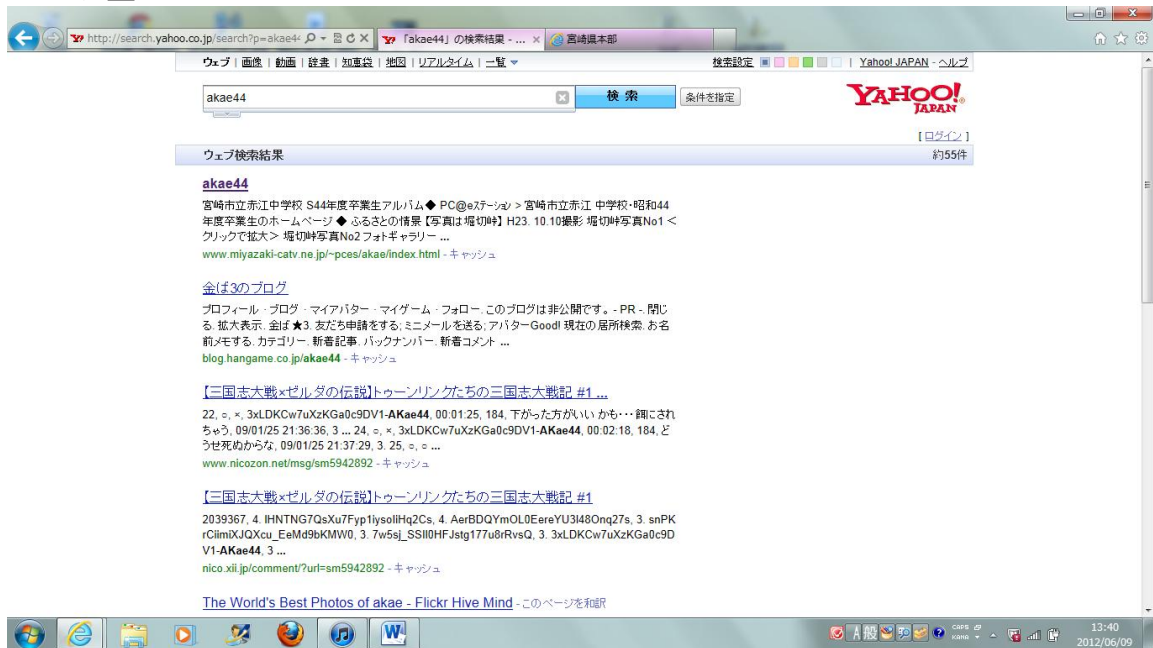 http://search.yahoo.co.jp/search?p=akae44
「akae44」の検索結果 - ...
宮崎県本部
ウェブ | 画像 | 動画 | 辞書 | 知恵袋 | 地図 | リアルタイム | 一覧
検索設定
Yahoo! JAPAN - ヘルプ
akae44
検 索
条件を指定
YAHOO! JAPAN
[ ログイン ]
ウェブ検索結果
約55件
akae44
宮崎市立赤江中学校 S44年度卒業生アルバム◆ PC@eステーション > 宮崎市立赤江 中学校・昭和44
年度卒業生のホームページ ◆ ふるさとの情景 【写真は堀切峠】 H23. 10.10撮影 堀切峠写真No1 <
クリックで拡大> 堀切峠写真No2 フォトギャラリー ...
www.miyazaki-catv.ne.jp/~pces/akae/index.html - キャッシュ
金ば3のブログ
プロフィール · ブログ · マイアバター · マイゲーム · フォロー. このブログは非公開です。 - PR -. 閉じ
る. 拡大表示. 金ば ★3. 友だち申請をする; ミニメールを送る; アバターGood! 現在の居所検索. お名
前メモする. カテゴリー. 新着記事. バックナンバー. 新着コメント ...
blog.hangame.co.jp/akae44 - キャッシュ
【三国志大戦×ゼルダの伝説】トゥーンリンクたちの三国志大戦記 #1 ...
22, ○, ×, 3xLDKCw7uXzKGa0c9DV1-AKae44, 00:01:25, 184, 下がった方がいい かも・・・餌にされ
ちゃう, 09/01/25 21:36:36, 3 ... 24, ○, ×, 3xLDKCw7uXzKGa0c9DV1-AKae44, 00:02:18, 184, ど
うせ死ぬからな, 09/01/25 21:37:29, 3. 25, ○, ○ ...
www.nicozon.net/msg/sm5942892 - キャッシュ
【三国志大戦×ゼルダの伝説】トゥーンリンクたちの三国志大戦記 #1
2039367, 4. IHNTNG7QsXu7Fyp1iysoliHq2Cs, 4. AerBDQYmOL0EereYU3I48Onq27s, 3. snPK
rCiimiXJQXcu_EeMd9bKMW0, 3. 7w5sj_SSII0HFJstg177u8rRvsQ, 3. 3xLDKCw7uXzKGa0c9D
V1-AKae44, 3 ...
nico.xii.jp/comment/?url=sm5942892 - キャッシュ
The World's Best Photos of akae - Flickr Hive Mind - このページを和訳
A 般
CAPS
KANA
13:40
2012/06/09